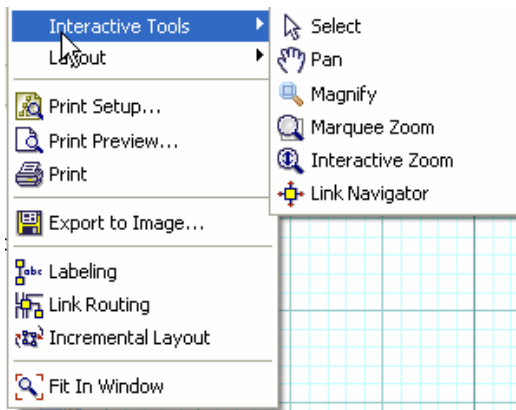 Interactive Tools
Layout
Print Setup...
Print Preview...
Print
Export to Image...
Labeling
Link Routing
Incremental Layout
Fit In Window
Select
Pan
Magnify
Marquee Zoom
Interactive Zoom
Link Navigator